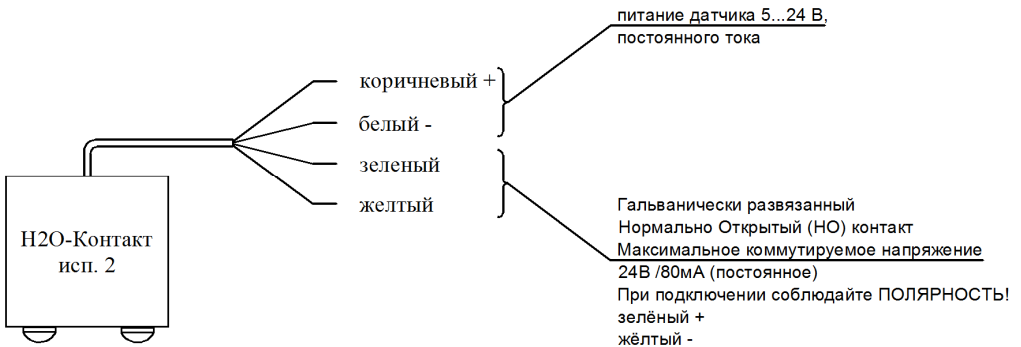 питание датчика 5...24 В,
постоянного тока
коричневый +
белый -
зеленый
желтый
Н2О-Контакт
исп. 2
Гальванически развязанный
Нормально Открытый (НО) контакт
Максимальное коммутируемое напряжение
24В /80мА (постоянное)
При подключении соблюдайте ПОЛЯРНОСТЬ!
зелёный +
жёлтый -